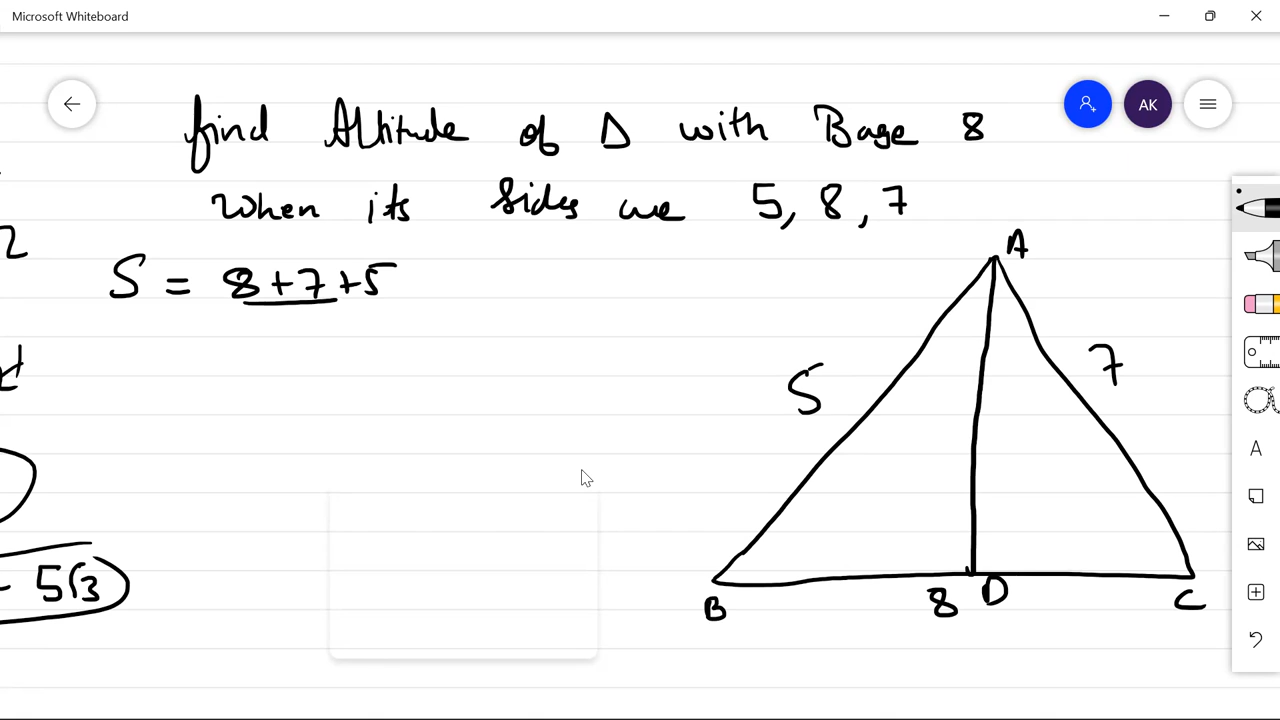 Microsoft Whiteboard
AK
find Altitude of Δ with Base 8
When its sides are 5, 8, 7
S = 8+7+5
A
5
7
B
8
D
C
2
- 5√3
A